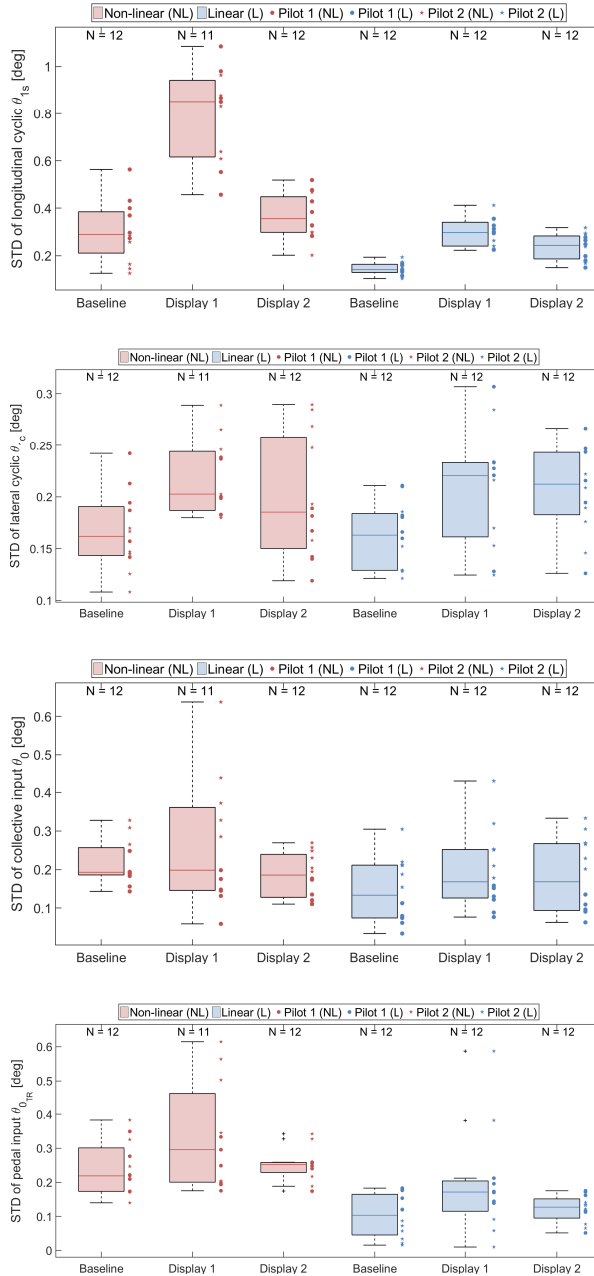 Non-linear (NL) Linear (L) Pilot 1 (NL) Pilot 1 (L) Pilot 2 (NL) Pilot 2 (L)
N = 12 N = 11 N = 12 N = 12 N = 12 N = 12
STD of longitudinal cyclic θ1s [deg]
1
0.8
0.6
0.4
0.2
Baseline Display 1 Display 2 Baseline Display 1 Display 2
Non-linear (NL) Linear (L) Pilot 1 (NL) Pilot 1 (L) Pilot 2 (NL) Pilot 2 (L)
N = 12 N = 11 N = 12 N = 12 N = 12 N = 12
STD of lateral cyclic θ1c [deg]
0.3
0.25
0.2
0.15
0.1
Baseline Display 1 Display 2 Baseline Display 1 Display 2
Non-linear (NL) Linear (L) Pilot 1 (NL) Pilot 1 (L) Pilot 2 (NL) Pilot 2 (L)
N = 12 N = 11 N = 12 N = 12 N = 12 N = 12
STD of collective input θ0 [deg]
0.6
0.5
0.4
0.3
0.2
0.1
Baseline Display 1 Display 2 Baseline Display 1 Display 2
Non-linear (NL) Linear (L) Pilot 1 (NL) Pilot 1 (L) Pilot 2 (NL) Pilot 2 (L)
N = 12 N = 11 N = 12 N = 12 N = 12 N = 12
STD of pedal input θ0TR [deg]
0.6
0.5
0.4
0.3
0.2
0.1
0
Baseline Display 1 Display 2 Baseline Display 1 Display 2